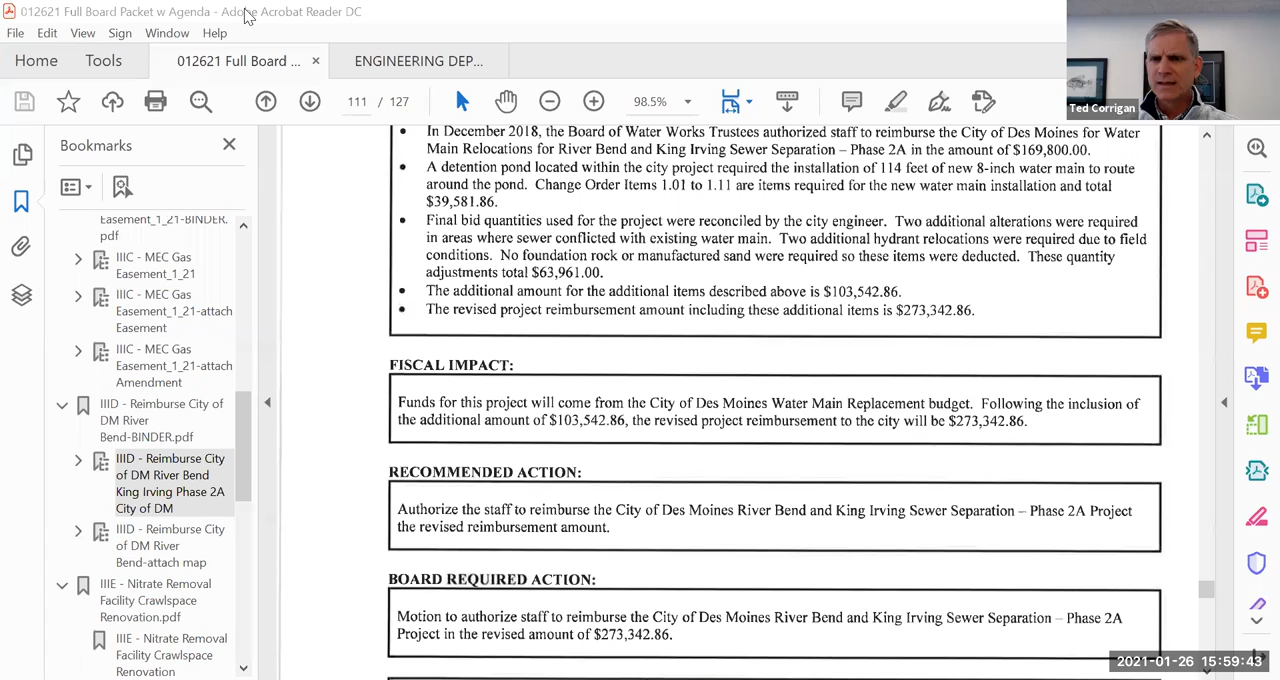 012621 Full Board Packet w Agenda - Adobe Acrobat Reader DC
File Edit View Sign Window Help
Home Tools 012621 Full Board ... × ENGINEERING DEP...
111 / 127 98.5%
Ted Corrigan
Bookmarks
Easement_1_21-BINDER.
pdf
IIIC - MEC Gas
Easement_1_21
IIIC - MEC Gas
Easement_1_21-attach
Easement
IIIC - MEC Gas
Easement_1_21-attach
Amendment
IIID - Reimburse City of
DM River
Bend-BINDER.pdf
IIID - Reimburse City
of DM River Bend
King Irving Phase 2A
City of DM
IIID - Reimburse City
of DM River
Bend-attach map
IIIE - Nitrate Removal
Facility Crawlspace
Renovation.pdf
IIIE - Nitrate Removal
Facility Crawlspace
Renovation
• In December 2018, the Board of Water Works Trustees authorized staff to reimburse the City of Des Moines for Water
Main Relocations for River Bend and King Irving Sewer Separation – Phase 2A in the amount of $169,800.00.
• A detention pond located within the city project required the installation of 114 feet of new 8-inch water main to route
around the pond. Change Order Items 1.01 to 1.11 are items required for the new water main installation and total
$39,581.86.
• Final bid quantities used for the project were reconciled by the city engineer. Two additional alterations were required
in areas where sewer conflicted with existing water main. Two additional hydrant relocations were required due to field
conditions. No foundation rock or manufactured sand were required so these items were deducted. These quantity
adjustments total $63,961.00.
• The additional amount for the additional items described above is $103,542.86.
• The revised project reimbursement amount including these additional items is $273,342.86.
FISCAL IMPACT:
Funds for this project will come from the City of Des Moines Water Main Replacement budget. Following the inclusion of
the additional amount of $103,542.86, the revised project reimbursement to the city will be $273,342.86.
RECOMMENDED ACTION:
Authorize the staff to reimburse the City of Des Moines River Bend and King Irving Sewer Separation – Phase 2A Project
the revised reimbursement amount.
BOARD REQUIRED ACTION:
Motion to authorize staff to reimburse the City of Des Moines River Bend and King Irving Sewer Separation – Phase 2A
Project in the revised amount of $273,342.86.
2021-01-26 15:59:43